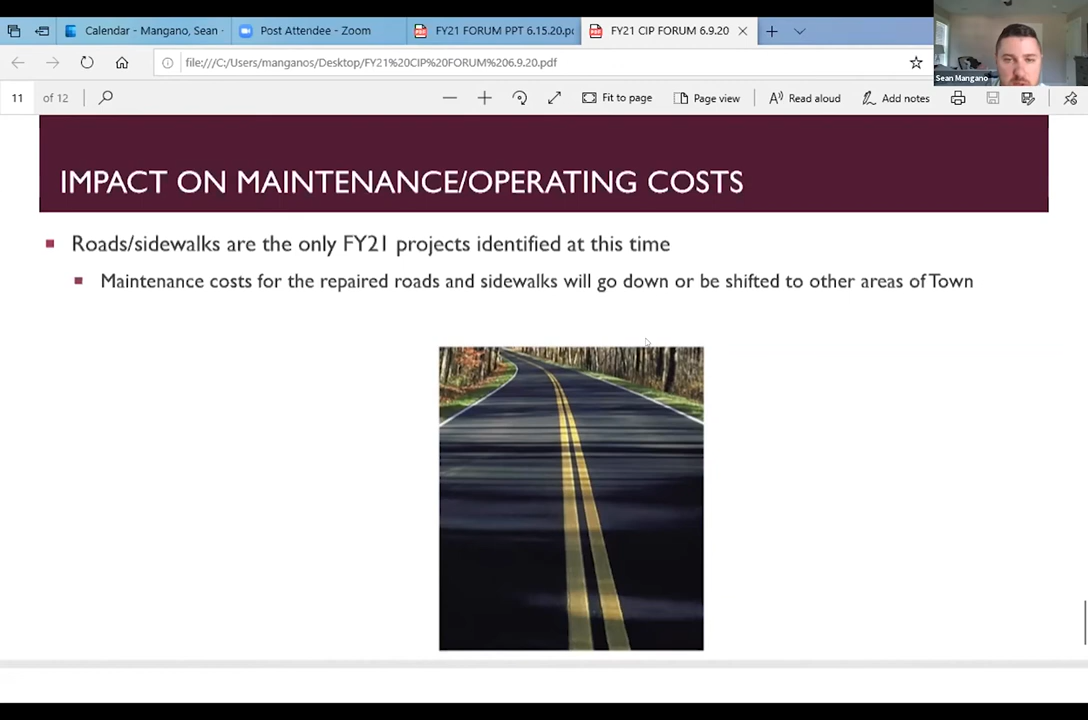 Calendar - Mangano, Sean
Post Attendee - Zoom
FY21 FORUM PPT 6.15.20.p
FY21 CIP FORUM 6.9.20
file:///C:/Users/manganos/Desktop/FY21%20CIP%20FORUM%206.9.20.pdf
Sean Mangano
11 of 12
Fit to page
Page view
Read aloud
Add notes
IMPACT ON MAINTENANCE/OPERATING COSTS
Roads/sidewalks are the only FY21 projects identified at this time
Maintenance costs for the repaired roads and sidewalks will go down or be shifted to other areas of Town